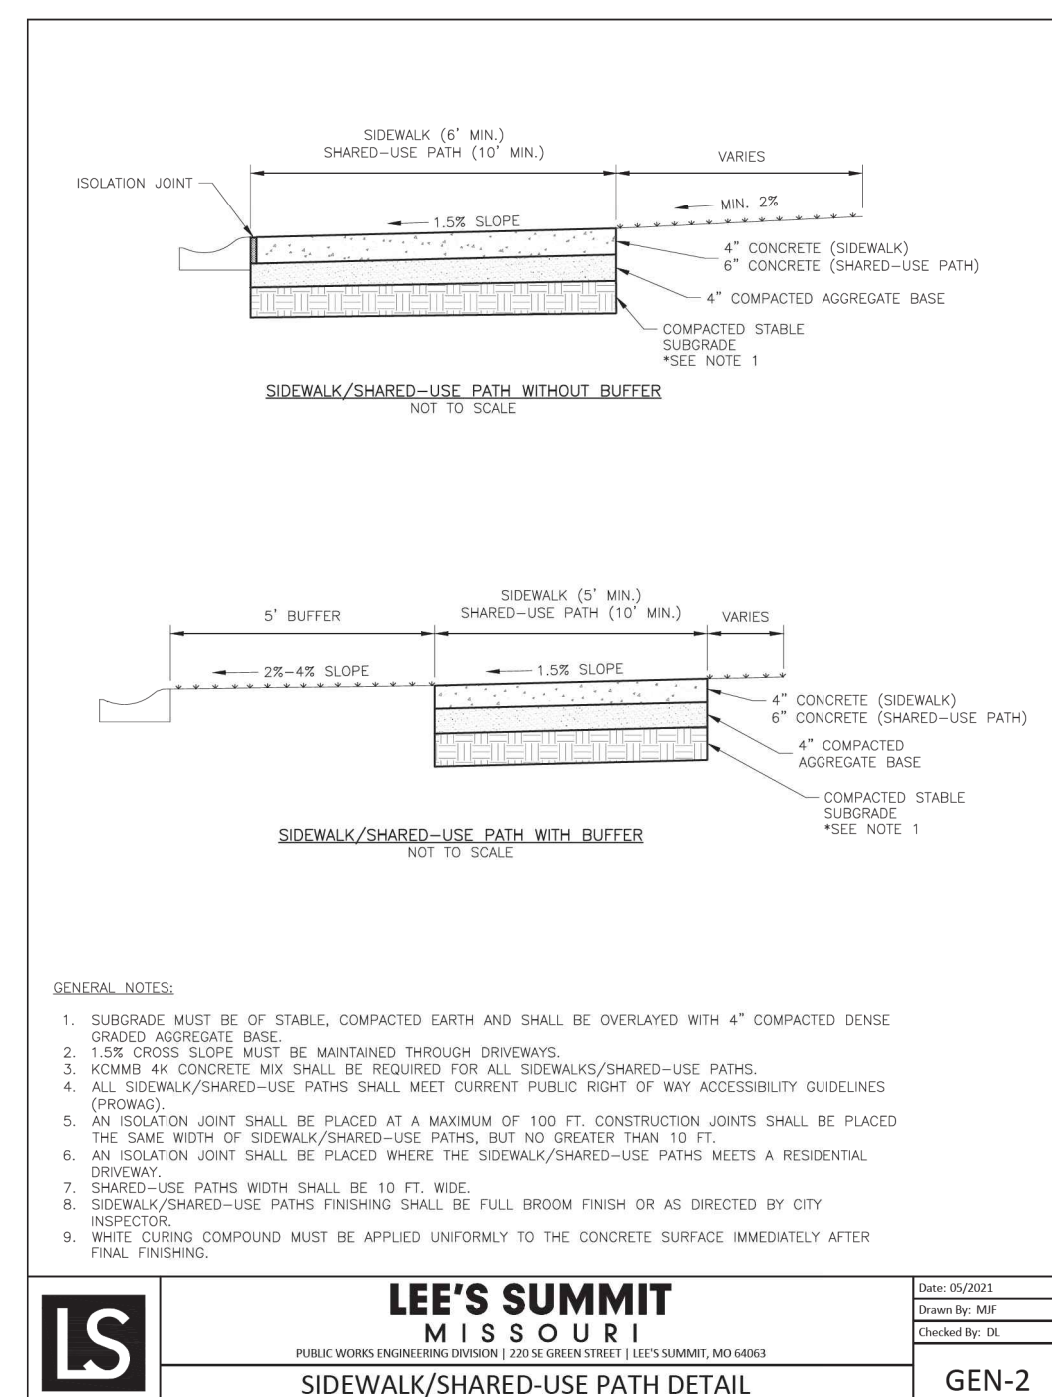 SIDEWALK (6' MIN.)
SHARED-USE PATH (10' MIN.)
VARIES
ISOLATION JOINT
MIN. 2%
1.5% SLOPE
4" CONCRETE (SIDEWALK)
6" CONCRETE (SHARED-USE PATH)
4" COMPACTED AGGREGATE BASE
COMPACTED STABLE
SUBGRADE
*SEE NOTE 1
SIDEWALK/SHARED-USE PATH WITHOUT BUFFER
NOT TO SCALE
SIDEWALK (5' MIN.)
SHARED-USE PATH (10' MIN.)
5' BUFFER
VARIES
2%-4% SLOPE
1.5% SLOPE
4" CONCRETE (SIDEWALK)
6" CONCRETE (SHARED-USE PATH)
4" COMPACTED
AGGREGATE BASE
COMPACTED STABLE
SUBGRADE
*SEE NOTE 1
SIDEWALK/SHARED-USE PATH WITH BUFFER
NOT TO SCALE
GENERAL NOTES:
1. SUBGRADE MUST BE OF STABLE, COMPACTED EARTH AND SHALL BE OVERLAYED WITH 4" COMPACTED DENSE
GRADED AGGREGATE BASE.
2. 1.5% CROSS SLOPE MUST BE MAINTAINED THROUGH DRIVEWAYS.
3. KCMMB 4K CONCRETE MIX SHALL BE REQUIRED FOR ALL SIDEWALKS/SHARED-USE PATHS.
4. ALL SIDEWALK/SHARED-USE PATHS SHALL MEET CURRENT PUBLIC RIGHT OF WAY ACCESSIBILITY GUIDELINES
(PROWAG).
5. AN ISOLATION JOINT SHALL BE PLACED AT A MAXIMUM OF 100 FT. CONSTRUCTION JOINTS SHALL BE PLACED
THE SAME WIDTH OF SIDEWALK/SHARED-USE PATHS, BUT NO GREATER THAN 10 FT.
6. AN ISOLATION JOINT SHALL BE PLACED WHERE THE SIDEWALK/SHARED-USE PATHS MEETS A RESIDENTIAL
DRIVEWAY.
7. SHARED-USE PATHS WIDTH SHALL BE 10 FT. WIDE.
8. SIDEWALK/SHARED-USE PATHS FINISHING SHALL BE FULL BROOM FINISH OR AS DIRECTED BY CITY
INSPECTOR.
9. WHITE CURING COMPOUND MUST BE APPLIED UNIFORMLY TO THE CONCRETE SURFACE IMMEDIATELY AFTER
FINAL FINISHING.
LS
LEE'S SUMMIT
MISSOURI
PUBLIC WORKS ENGINEERING DIVISION | 220 SE GREEN STREET | LEE'S SUMMIT, MO 64063
SIDEWALK/SHARED-USE PATH DETAIL
Date: 05/2021
Drawn By: MJF
Checked By: DL
GEN-2